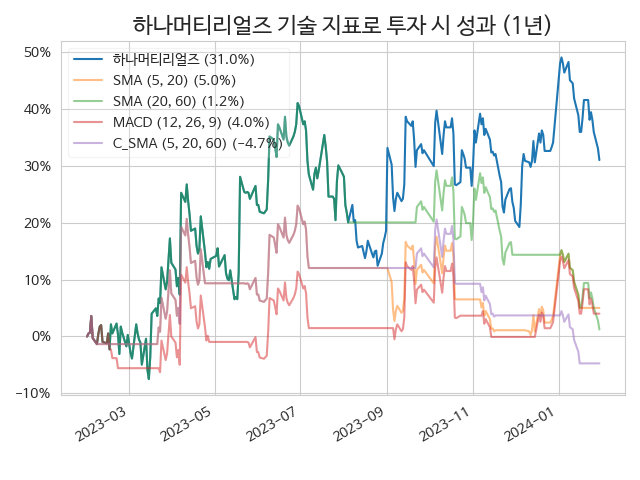 하나머티리얼즈 기술 지표로 투자 시 성과 (1년)
50%
40%
30%
20%
10%
0%
−10%
하나머티리얼즈 (31.0%)
SMA (5, 20) (5.0%)
SMA (20, 60) (1.2%)
MACD (12, 26, 9) (4.0%)
C_SMA (5, 20, 60) (−4.7%)
2023-03
2023-05
2023-07
2023-09
2023-11
2024-01